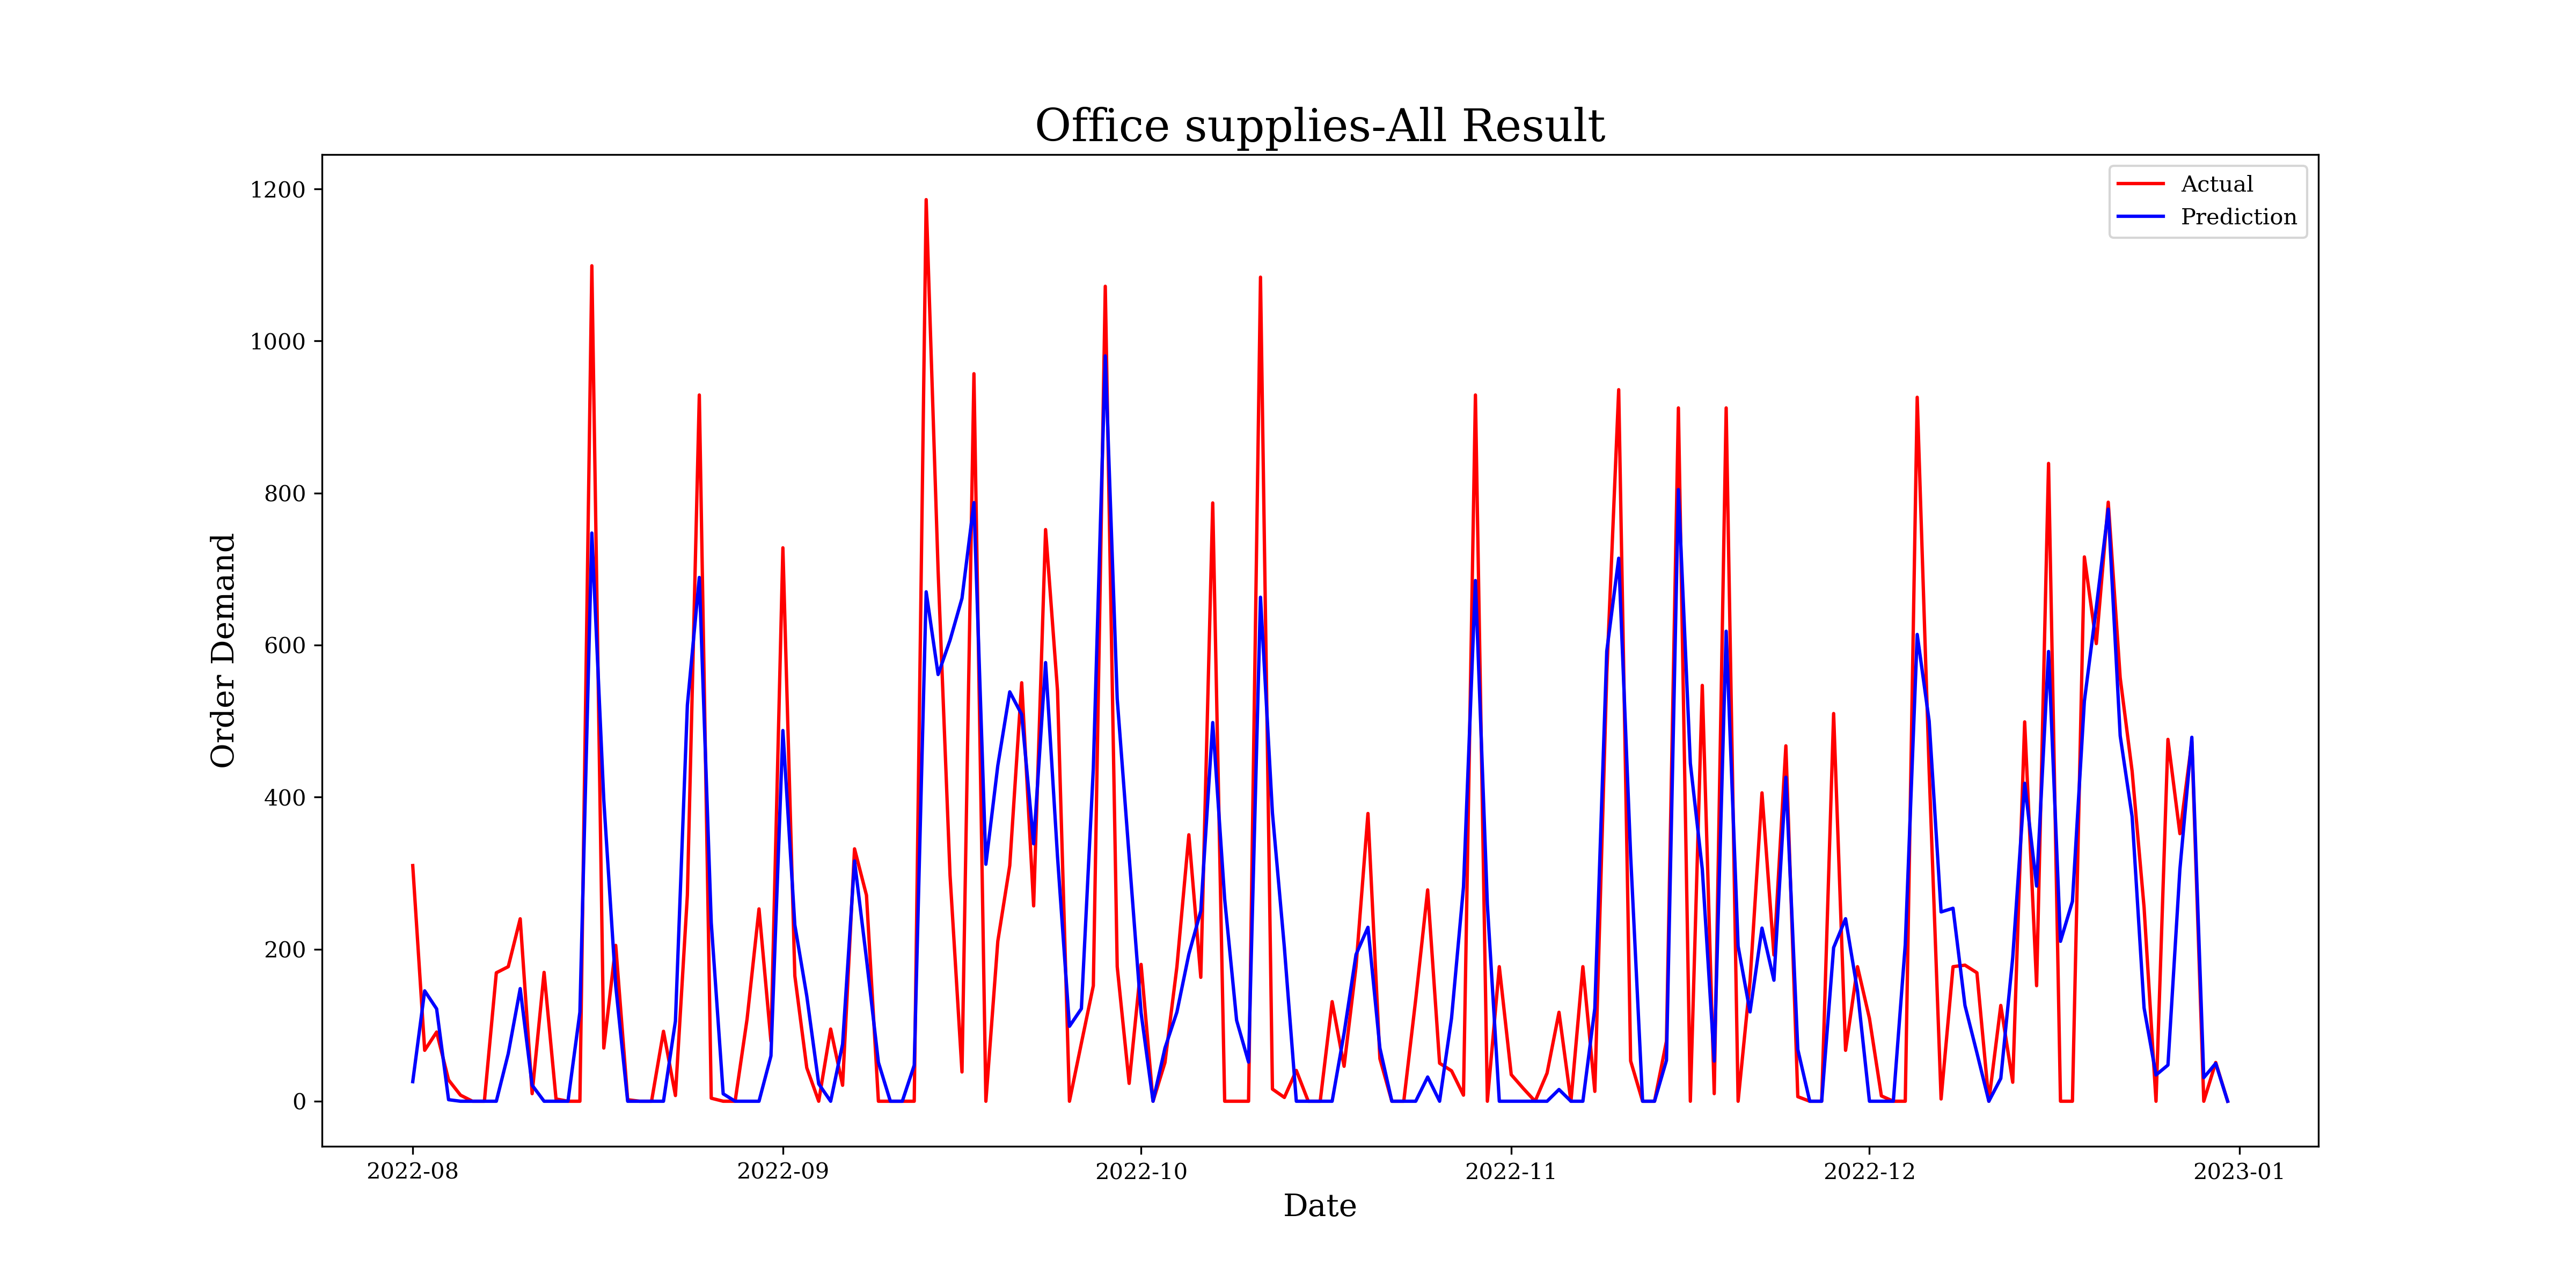 Office supplies-All Result
Actual
Prediction
Order Demand
1200
1000
800
600
400
200
0
2022-08
2022-09
2022-10
2022-11
2022-12
2023-01
Date